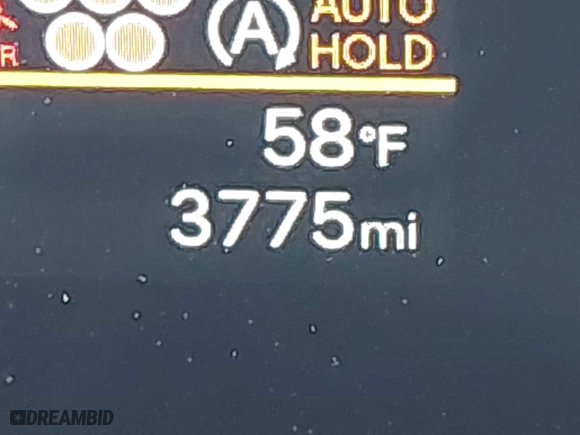 AUTO
A
HOLD
R
58°F
3775mi
DREAMBID